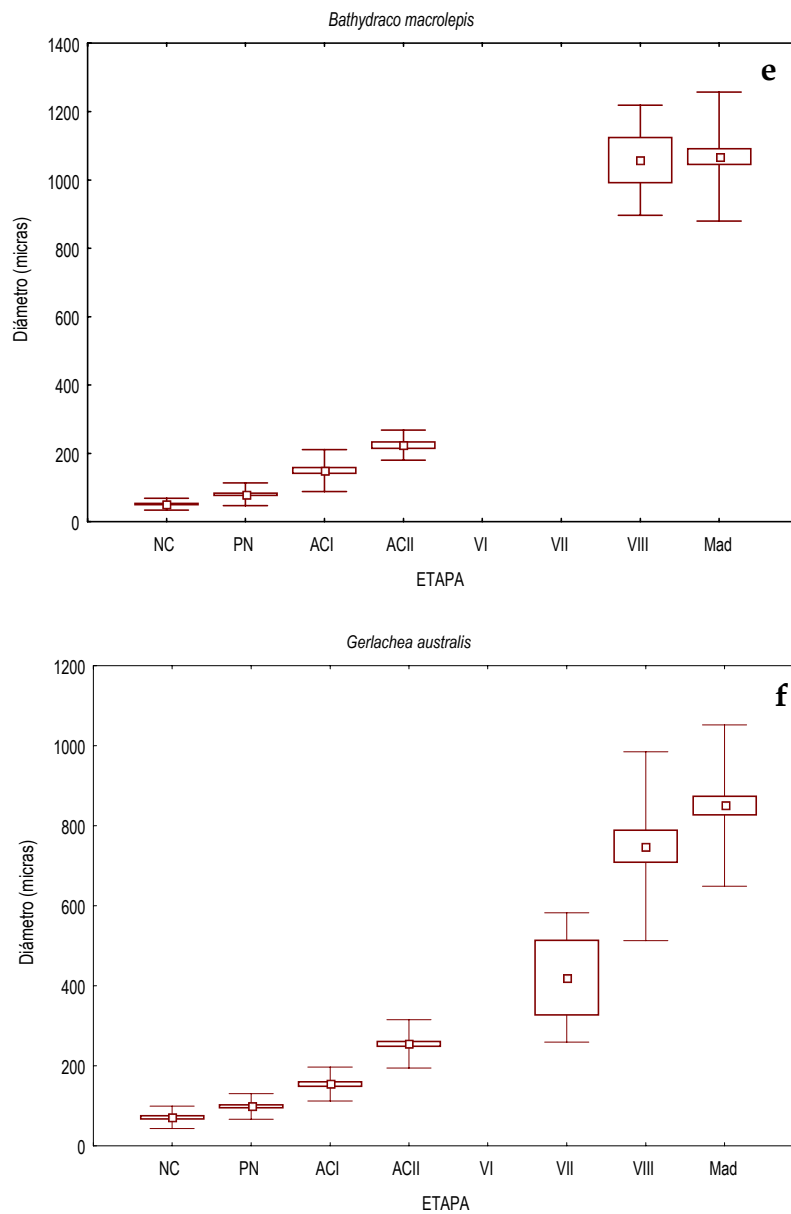 Bathydraco macrolepis
e
1400
1200
1000
800
600
400
200
0
Diámetro (micras)
NC PN ACI ACII VI VII VIII Mad
ETAPA
Gerlachea australis
f
1200
1000
800
600
400
200
0
Diámetro (micras)
NC PN ACI ACII VI VII VIII Mad
ETAPA